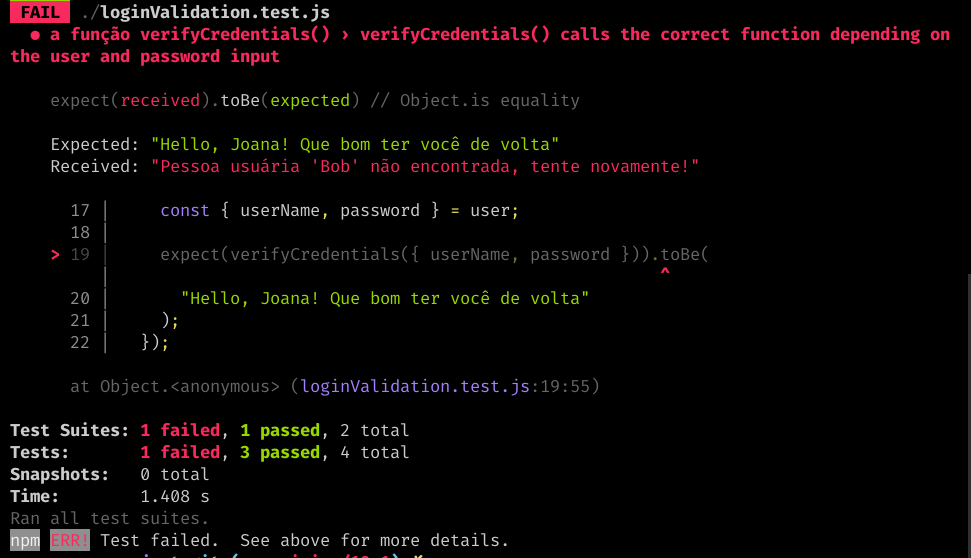 FAIL ./loginValidation.test.js
● a função verifyCredentials() › verifyCredentials() calls the correct function depending on
the user and password input
expect(received).toBe(expected) // Object.is equality
Expected: "Hello, Joana! Que bom ter você de volta"
Received: "Pessoa usuária 'Bob' não encontrada, tente novamente!"
17 | const { userName, password } = user;
18 |
> 19 | expect(verifyCredentials({ userName, password })).toBe(
| ^
20 | "Hello, Joana! Que bom ter você de volta"
21 | );
22 | });
at Object.<anonymous> (loginValidation.test.js:19:55)
Test Suites: 1 failed, 1 passed, 2 total
Tests: 1 failed, 3 passed, 4 total
Snapshots: 0 total
Time: 1.408 s
Ran all test suites.
npm ERR! Test failed. See above for more details.